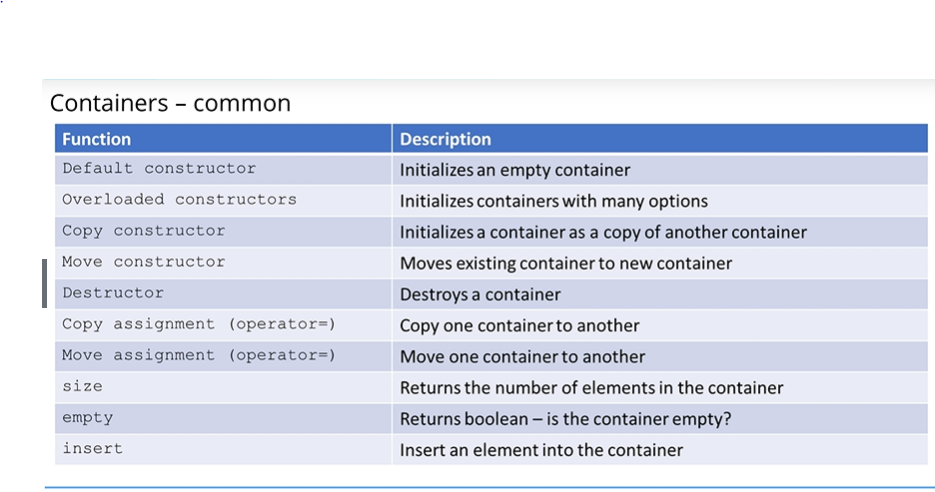 Containers – common
Function Description
Default constructor Initializes an empty container
Overloaded constructors Initializes containers with many options
Copy constructor Initializes a container as a copy of another container
Move constructor Moves existing container to new container
Destructor Destroys a container
Copy assignment (operator=) Copy one container to another
Move assignment (operator=) Move one container to another
size Returns the number of elements in the container
empty Returns boolean – is the container empty?
insert Insert an element into the container